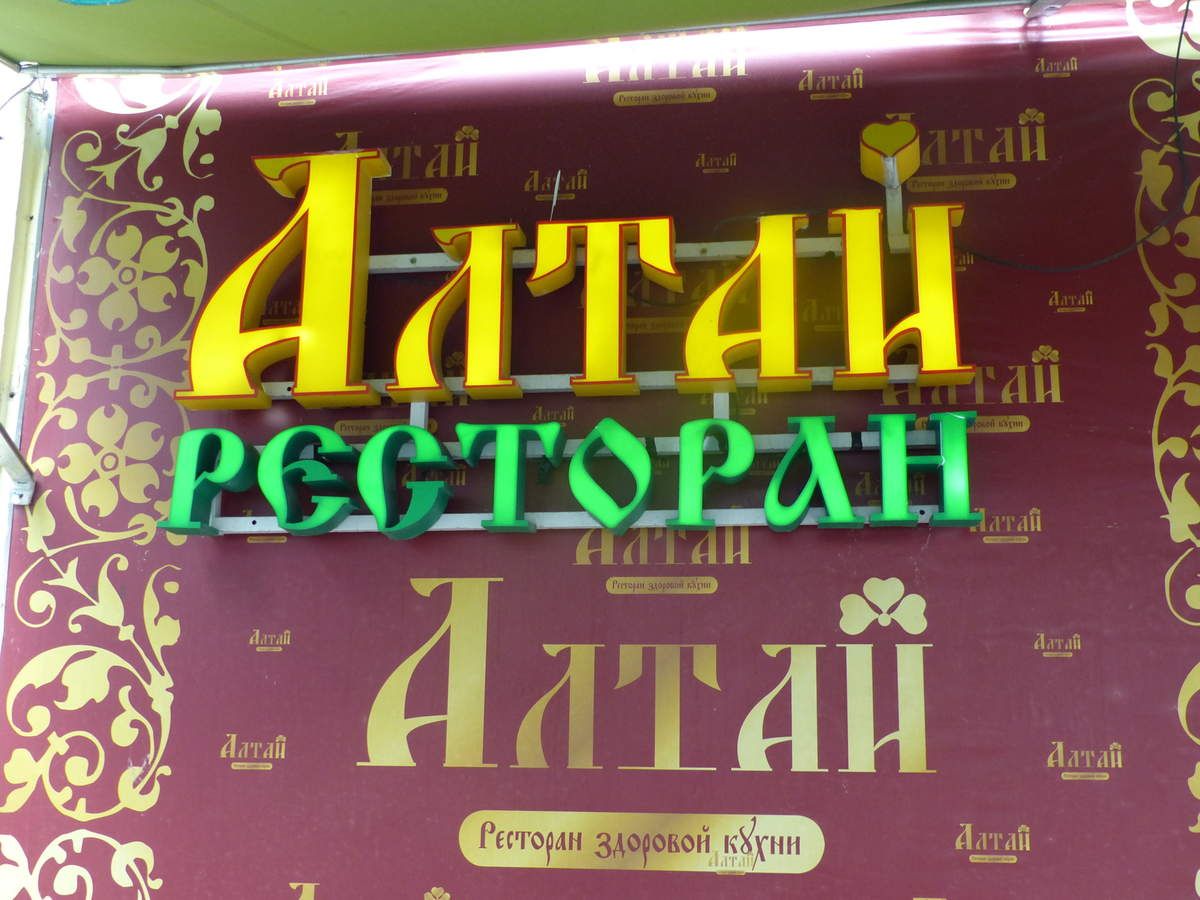 Алтай
РЕСТОРАН
Алтай
Ресторан здоровой кухни